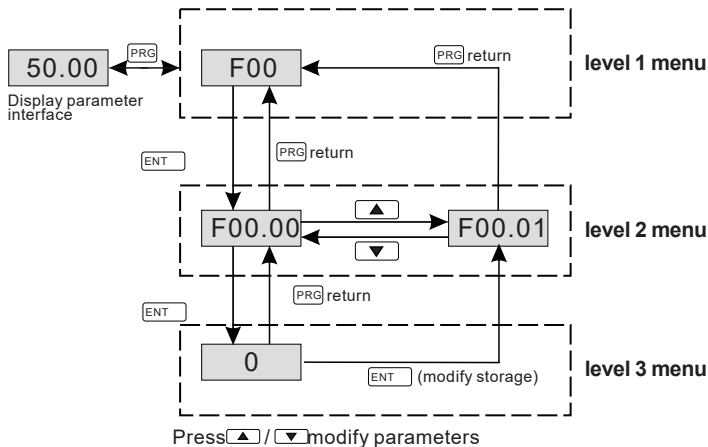 PRG
PRG return
50.00
F00
level 1 menu
Display parameter
interface
PRG return
ENT
▲
F00.00
F00.01
level 2 menu
▼
PRG return
ENT
0
level 3 menu
ENT (modify storage)
Press ▲ / ▼ modify parameters